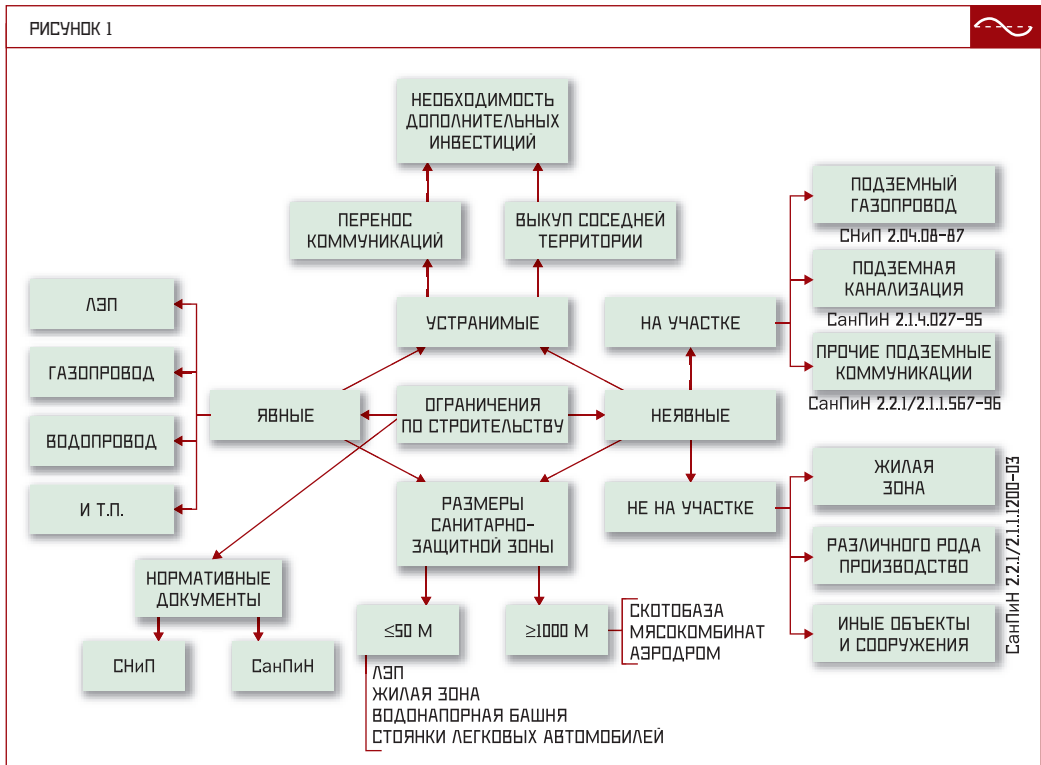 РИСУНОК 1
НЕОБХОДИМОСТЬ
ДОПОЛНИТЕЛЬНЫХ
ИНВЕСТИЦИЙ
ПЕРЕНОС
КОММУНИКАЦИЙ
ВЫКУП СОСЕДНЕЙ
ТЕРРИТОРИИ
ПОДЗЕМНЫЙ
ГАЗОПРОВОД
СНиП 2.04.08-87
ПОДЗЕМНАЯ
КАНАЛИЗАЦИЯ
СанПиН 2.1.4.027-95
ПРОЧИЕ ПОДЗЕМНЫЕ
КОММУНИКАЦИИ
СанПиН 2.2.1/2.1.1.567-96
ЛЭП
ГАЗОПРОВОД
ВОДОПРОВОД
И Т.П.
УСТРАНИМЫЕ
НА УЧАСТКЕ
ЯВНЫЕ
ОГРАНИЧЕНИЯ
ПО СТРОИТЕЛЬСТВУ
НЕЯВНЫЕ
РАЗМЕРЫ
САНИТАРНО-
ЗАЩИТНОЙ ЗОНЫ
НЕ НА УЧАСТКЕ
ЖИЛАЯ
ЗОНА
РАЗЛИЧНОГО РОДА
ПРОИЗВОДСТВО
ИНЫЕ ОБЪЕКТЫ
И СООРУЖЕНИЯ
СанПиН 2.2.1/2.1.1.1200-03
НОРМАТИВНЫЕ
ДОКУМЕНТЫ
СНиП
СанПиН
≤50 М
ЛЭП
ЖИЛАЯ ЗОНА
ВОДОНАПОРНАЯ БАШНЯ
СТОЯНКИ ЛЕГКОВЫХ АВТОМОБИЛЕЙ
≥1000 М
СКОТОБАЗА
МЯСОКОМБИНАТ
АЭРОДРОМ